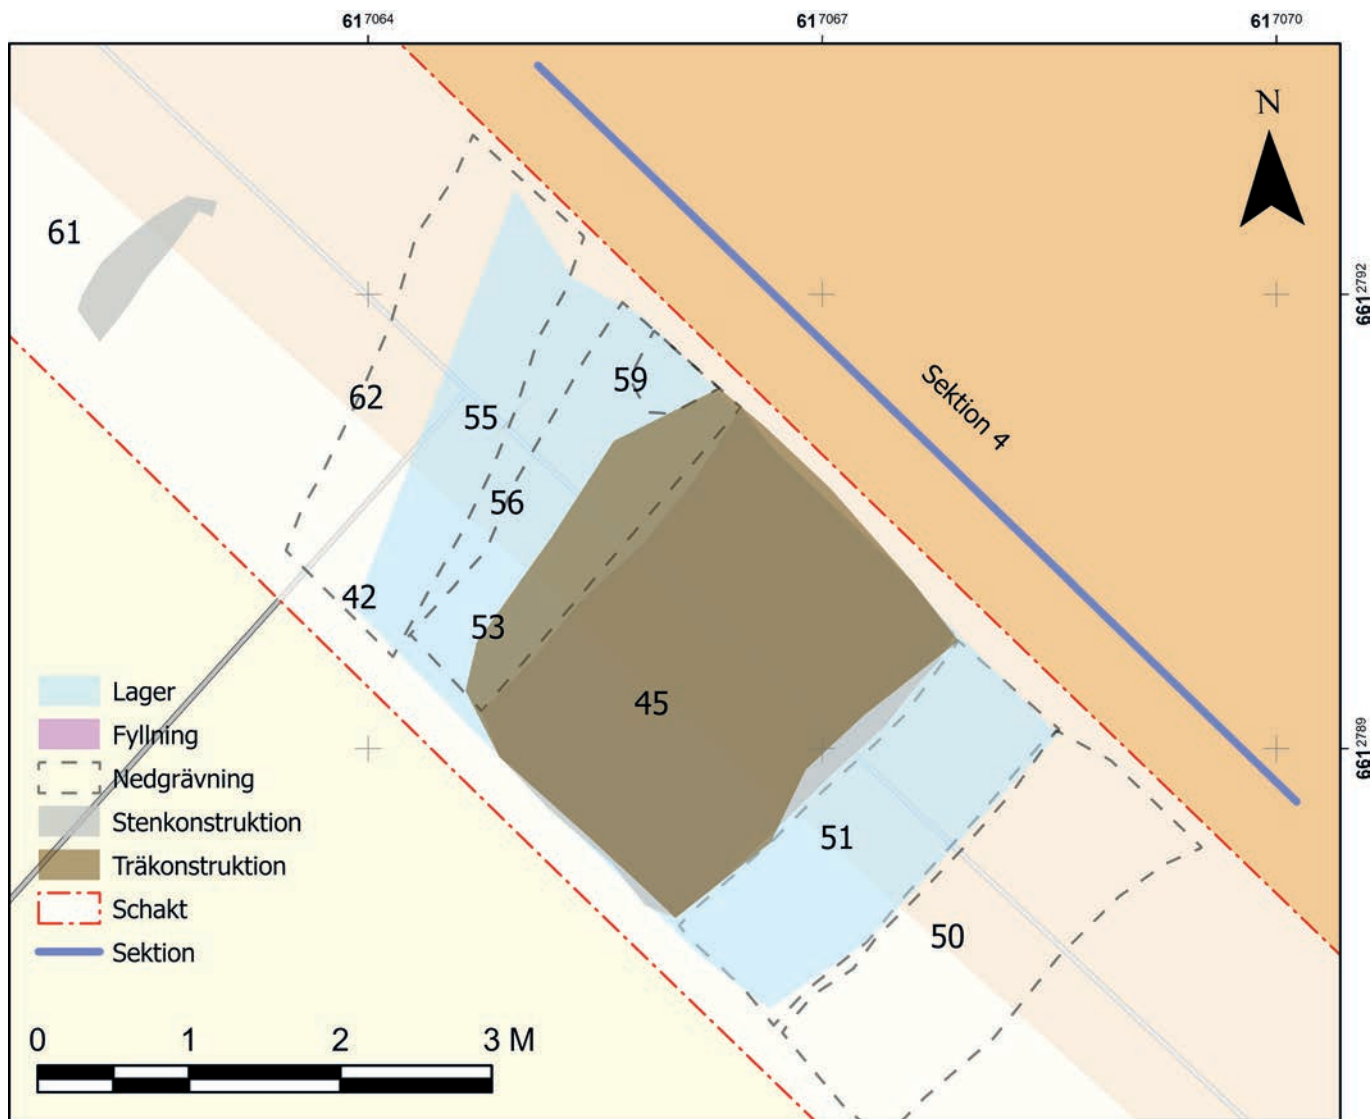 61 7064
61 7067
61 7070
N
661 2792
661 2789
61
62
55
59
56
42
53
45
51
50
Sektion 4
Lager
Fyllning
Nedgrävning
Stenkonstruktion
Träkonstruktion
Schakt
Sektion
0 1 2 3 M